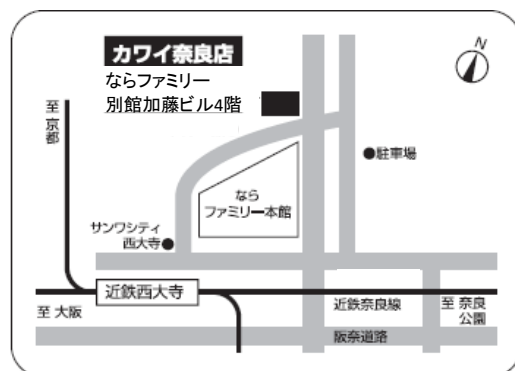 カワイ奈良店
ならファミリー
別館加藤ビル4階
N
至 京都
●駐車場
なら
ファミリー本館
サンワシティ
西大寺●
近鉄西大寺
至 大阪
近鉄奈良線
至 奈良
公園
阪奈道路